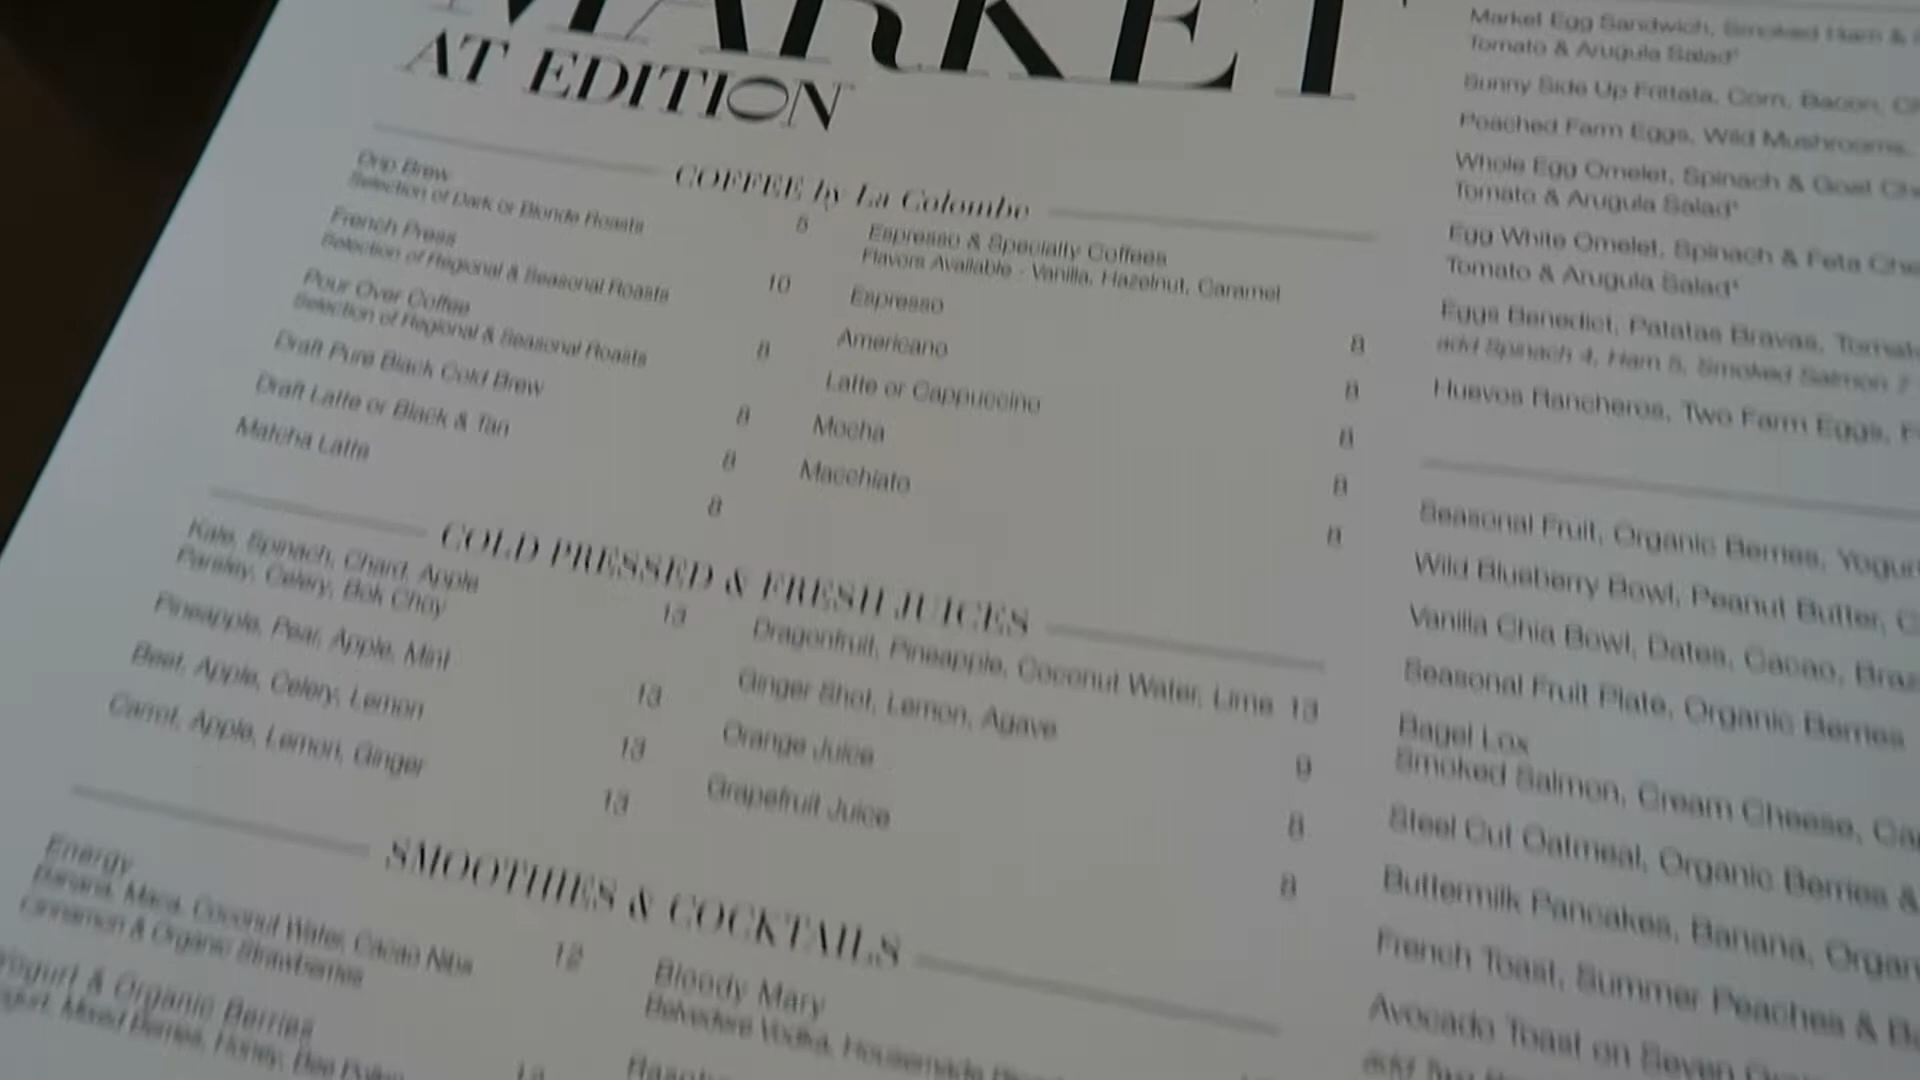 MARKET
AT EDITION
COFFEE by La Colombe
Drip Brew
Selection of Dark or Blonde Roasts 5
French Press
Selection of Regional & Seasonal Roasts 10
Pour Over Coffee
Selection of Regional & Seasonal Roasts 8
Draft Pure Black Cold Brew 8
Draft Latte or Black & Tan 8
Matcha Latte 8
Espresso & Specialty Coffees
Flavors Available - Vanilla, Hazelnut, Caramel
Espresso 8
Americano 8
Latte or Cappuccino 8
Mocha 8
Macchiato 8
COLD PRESSED & FRESH JUICES
Kale, Spinach, Chard, Apple
Parsley, Celery, Bok Choy 13
Pineapple, Pear, Apple, Mint 13
Beet, Apple, Celery, Lemon 13
Carrot, Apple, Lemon, Ginger 13
Dragonfruit, Pineapple, Coconut Water, Lime 13
Ginger Shot, Lemon, Agave 9
Orange Juice 8
Grapefruit Juice 8
SMOOTHIES & COCKTAILS
Energy
Banana, Maca, Coconut Water, Cacao Nibs
Cinnamon & Organic Strawberries 12
Yogurt & Organic Berries
Mixed Berries, Honey, Bee Pollen
Bloody Mary
Belvedere Vodka, Housemade
Market Egg Sandwich, Smoked Ham &
Tomato & Arugula Salad*
Sunny Side Up Frittata, Corn, Bacon,
Poached Farm Eggs, Wild Mushrooms,
Whole Egg Omelet, Spinach & Goat
Tomato & Arugula Salad*
Egg White Omelet, Spinach & Feta
Tomato & Arugula Salad*
Eggs Benedict, Patatas Bravas,
add Spinach 4, Ham 5, Smoked Salmon 7
Huevos Rancheros, Two Farm Eggs,
Seasonal Fruit, Organic Berries,
Wild Blueberry Bowl, Peanut Butter,
Vanilla Chia Bowl, Dates, Cacao,
Seasonal Fruit Plate, Organic Berries
Bagel Lox
Smoked Salmon, Cream Cheese,
Steel Cut Oatmeal, Organic Berries &
Buttermilk Pancakes, Banana,
French Toast, Summer Peaches &
Avocado Toast on Seven
add